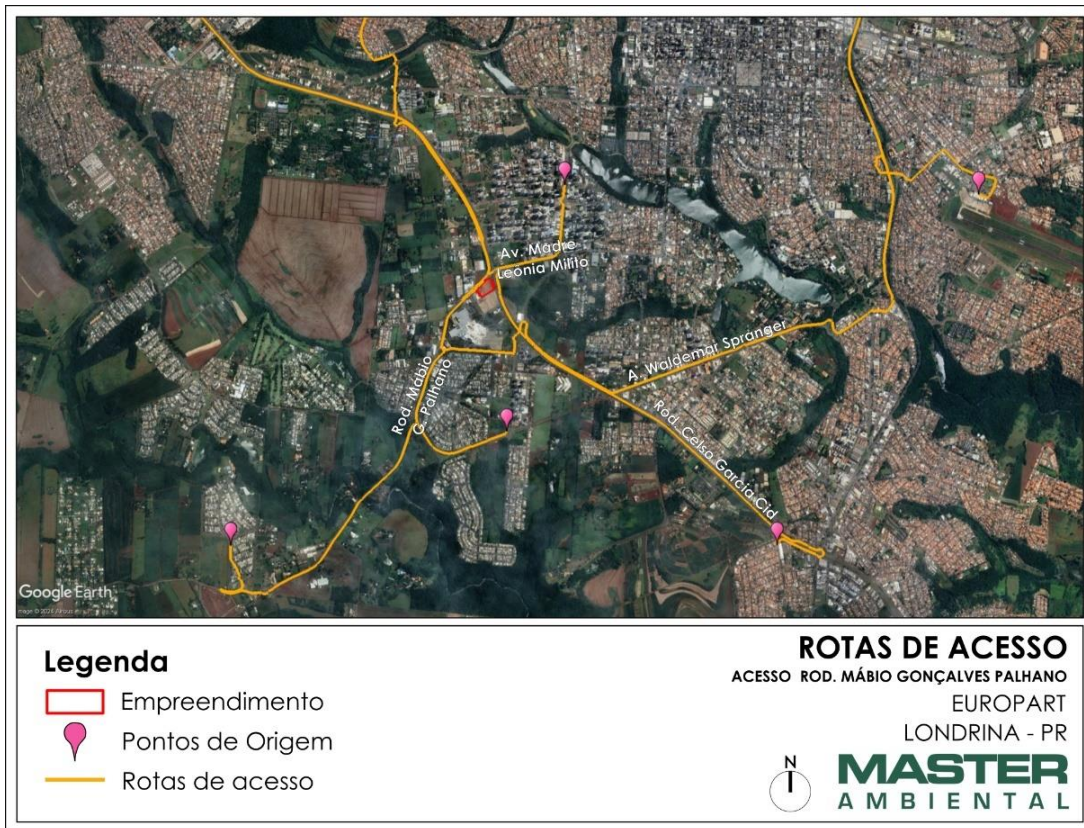 Av. Madre
Leonia Milito
A. Waldemar Spranger
Rod. Mabio
G. Palhano
Rod. Celso Garcia Cid
Google Earth
Legenda
Empreendimento
Pontos de Origem
Rotas de acesso
ROTAS DE ACESSO
ACESSO ROD. MÁBIO GONÇALVES PALHANO
EUROPART
LONDRINA - PR
N
MASTER
AMBIENTAL